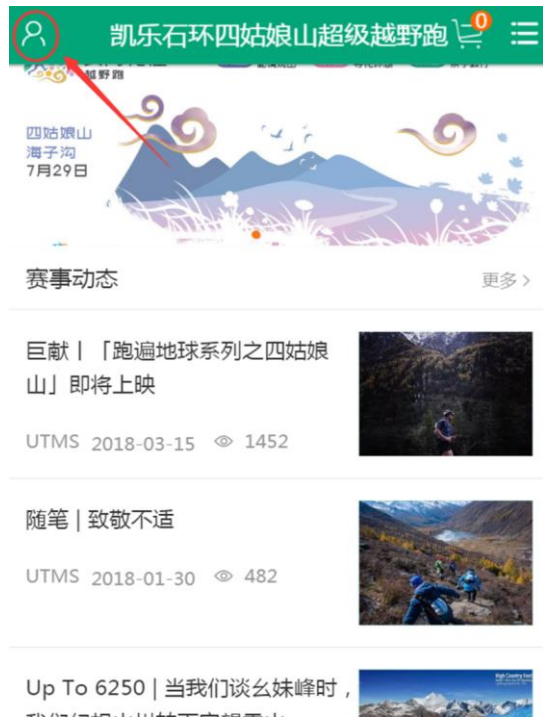 凯乐石环四姑娘山超级越野跑
0
越野跑
四姑娘山
海子沟
7月29日
赛事动态
更多 >
巨献丨「跑遍地球系列之四姑娘
山」即将上映
UTMS 2018-03-15 1452
随笔 | 致敬不适
UTMS 2018-01-30 482
Up To 6250 | 当我们谈幺妹峰时，